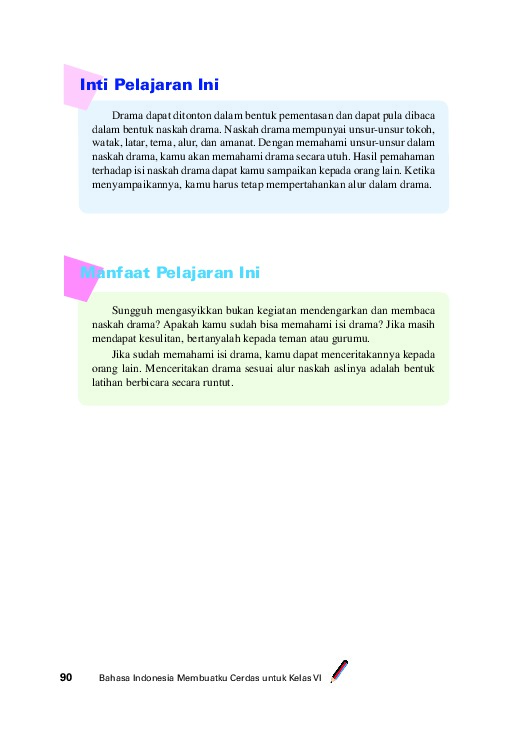 Inti Pelajaran Ini
Drama dapat ditonton dalam bentuk pementasan dan dapat pula dibaca
dalam bentuk naskah drama. Naskah drama mempunyai unsur-unsur tokoh,
watak, latar, tema, alur, dan amanat. Dengan memahami unsur-unsur dalam
naskah drama, kamu akan memahami drama secara utuh. Hasil pemahaman
terhadap isi naskah drama dapat kamu sampaikan kepada orang lain. Ketika
menyampaikannya, kamu harus tetap mempertahankan alur dalam drama.
Manfaat Pelajaran Ini
Sungguh mengasyikkan bukan kegiatan mendengarkan dan membaca
naskah drama? Apakah kamu sudah bisa memahami isi drama? Jika masih
mendapat kesulitan, bertanyalah kepada teman atau gurumu.
Jika sudah memahami isi drama, kamu dapat menceritakannya kepada
orang lain. Menceritakan drama sesuai alur naskah aslinya adalah bentuk
latihan berbicara secara runtut.
90 Bahasa Indonesia Membuatku Cerdas untuk Kelas VI